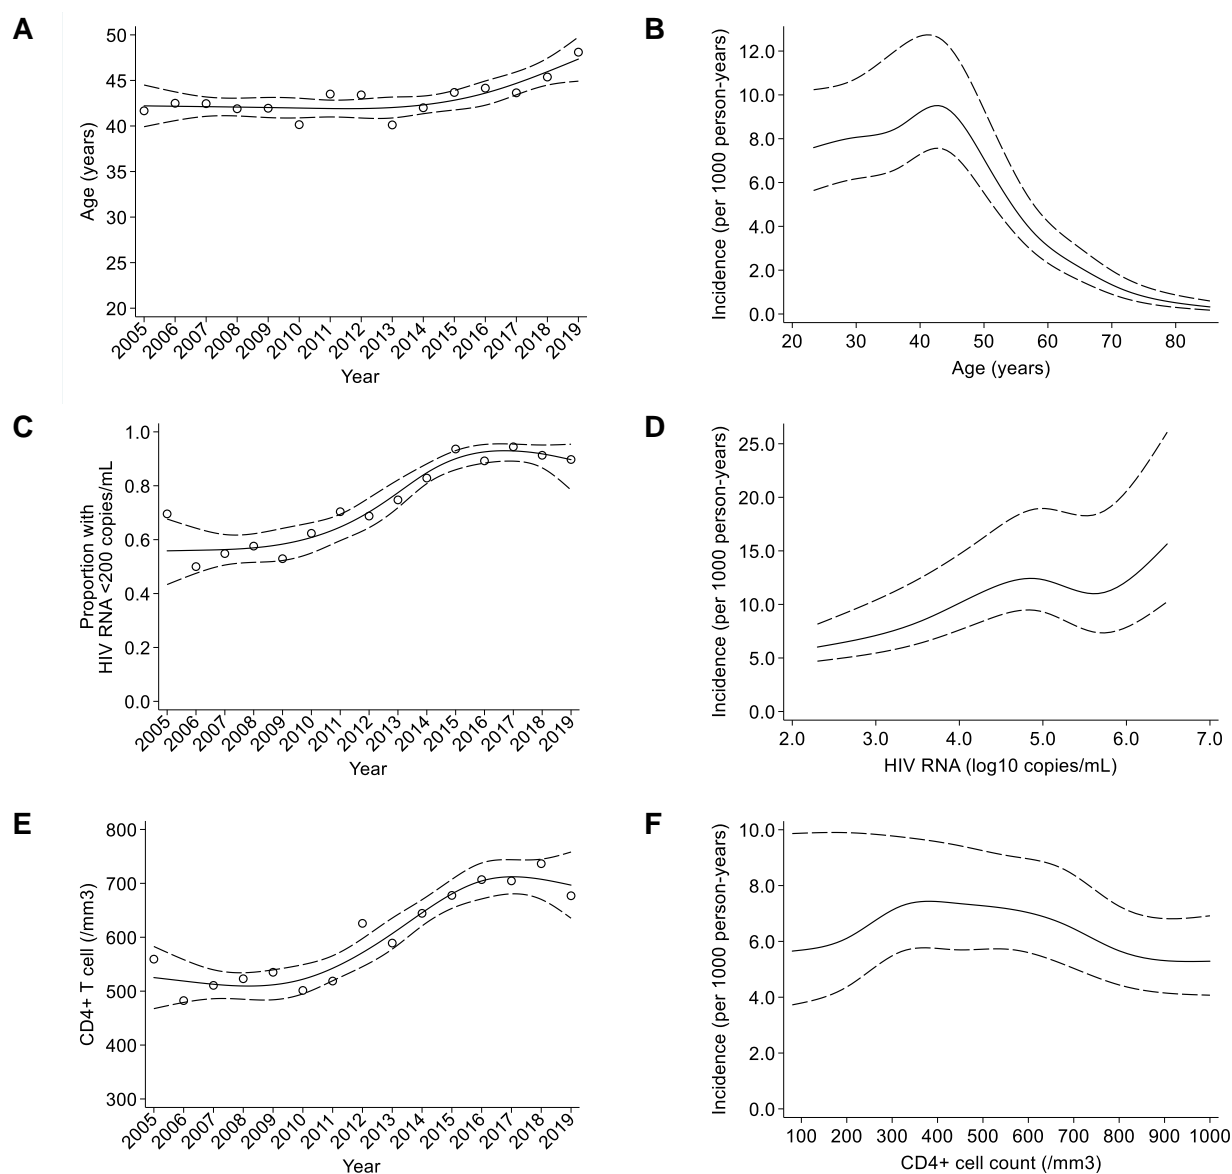 A
Age (years)
50
45
40
35
30
25
20
2005 2006 2007 2008 2009 2010 2011 2012 2013 2014 2015 2016 2017 2018 2019
Year
B
Incidence (per 1000 person-years)
12.0
10.0
8.0
6.0
4.0
2.0
0.0
20 30 40 50 60 70 80
Age (years)
C
Proportion with
HIV RNA <200 copies/mL
1.0
0.8
0.6
0.4
0.2
0.0
2005 2006 2007 2008 2009 2010 2011 2012 2013 2014 2015 2016 2017 2018 2019
Year
D
Incidence (per 1000 person-years)
25.0
20.0
15.0
10.0
5.0
0.0
2.0 3.0 4.0 5.0 6.0 7.0
HIV RNA (log10 copies/mL)
E
CD4+ T cell (/mm3)
800
700
600
500
400
300
2005 2006 2007 2008 2009 2010 2011 2012 2013 2014 2015 2016 2017 2018 2019
Year
F
Incidence (per 1000 person-years)
10.0
8.0
6.0
4.0
2.0
0.0
100 200 300 400 500 600 700 800 900 1000
CD4+ cell count (/mm3)